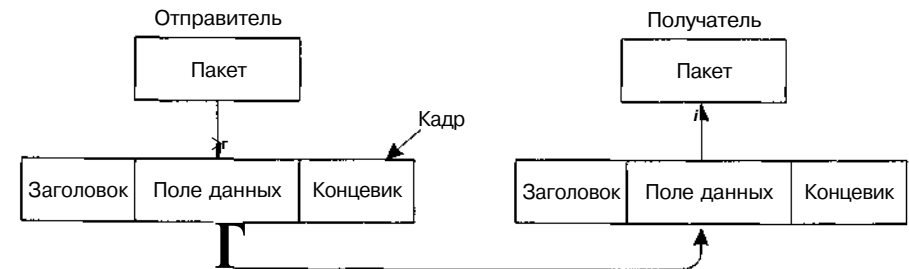 Отправитель
Получатель
Пакет
Пакет
Кадр
Заголовок
Поле данных
Концевик
Заголовок
Поле данных
Концевик